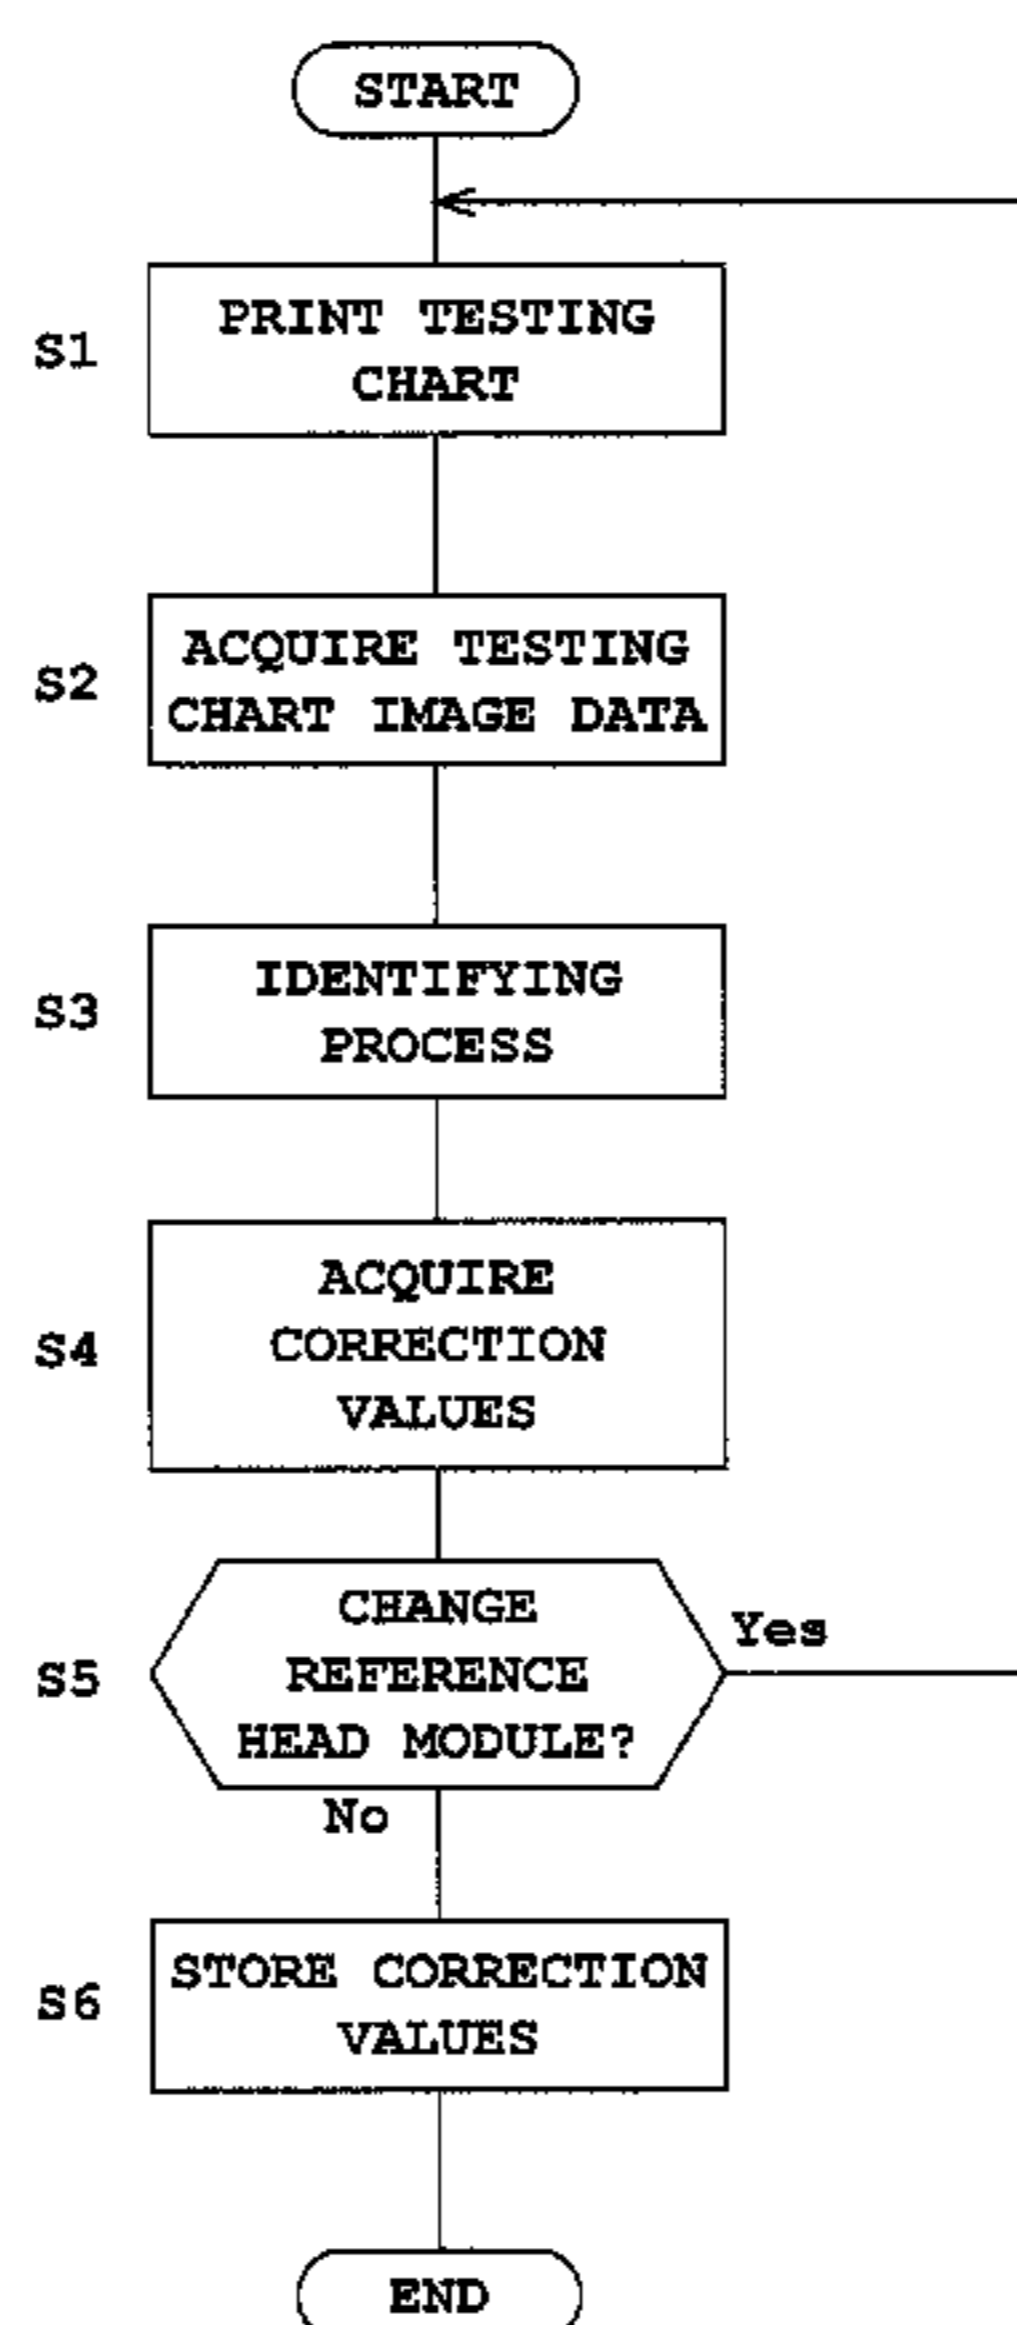 START
S1
PRINT TESTING
CHART
S2
ACQUIRE TESTING
CHART IMAGE DATA
S3
IDENTIFYING
PROCESS
S4
ACQUIRE
CORRECTION
VALUES
S5
CHANGE
REFERENCE
HEAD MODULE?
Yes
No
S6
STORE CORRECTION
VALUES
END